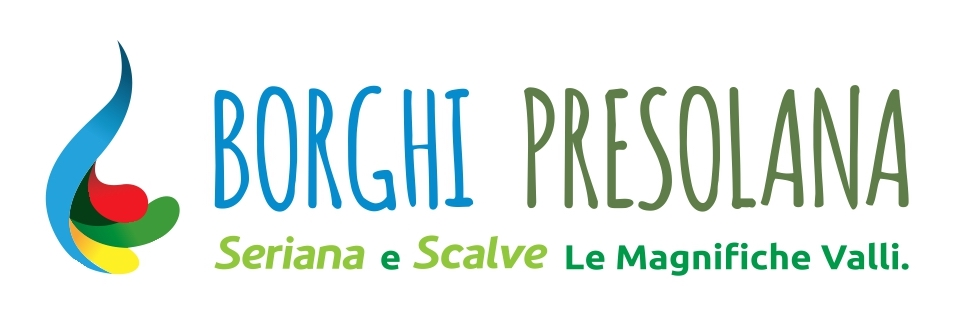 BORGHI PRESOLANA
Seriana e Scalve Le Magnifiche Valli.